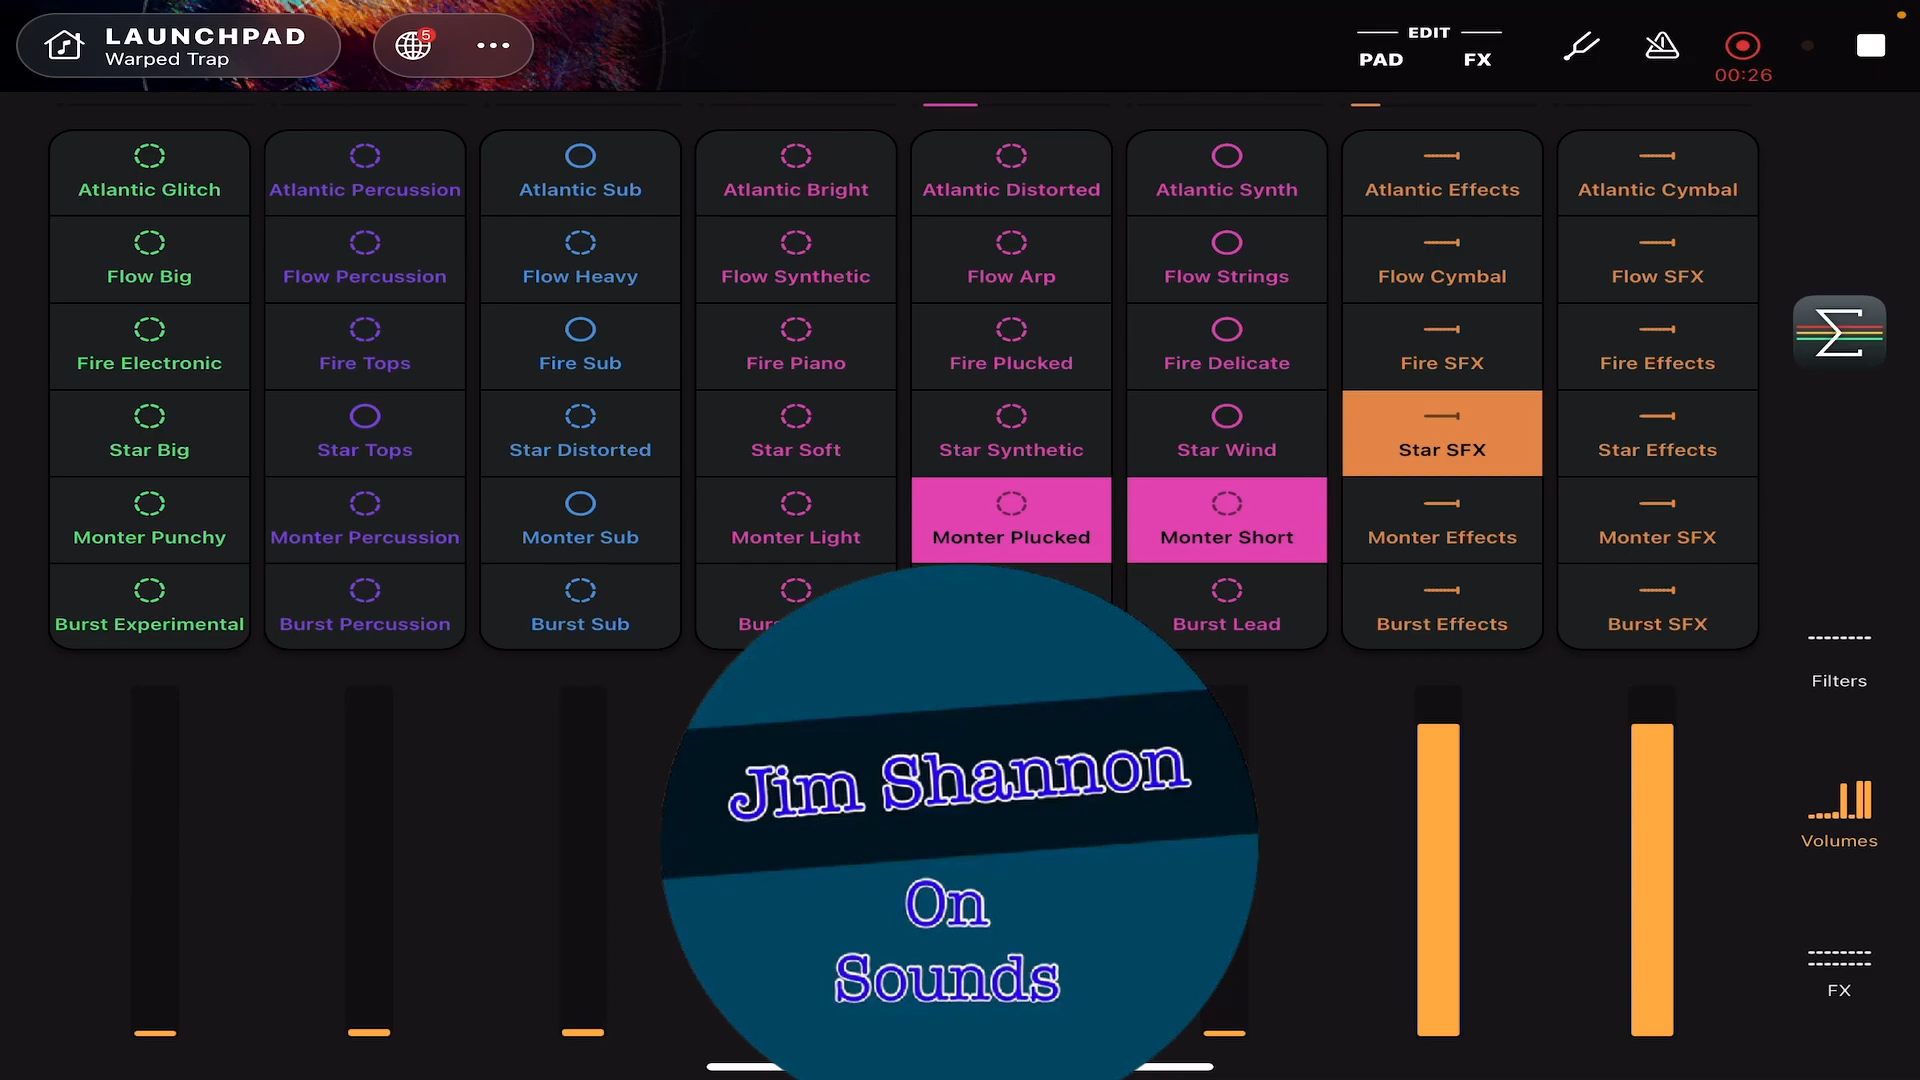 LAUNCHPAD
Warped Trap
5
EDIT
PAD FX
00:26
Atlantic Glitch Atlantic Percussion Atlantic Sub Atlantic Bright Atlantic Distorted Atlantic Synth Atlantic Effects Atlantic Cymbal
Flow Big Flow Percussion Flow Heavy Flow Synthetic Flow Arp Flow Strings Flow Cymbal Flow SFX
Fire Electronic Fire Tops Fire Sub Fire Piano Fire Plucked Fire Delicate Fire SFX Fire Effects
Star Big Star Tops Star Distorted Star Soft Star Synthetic Star Wind Star SFX Star Effects
Monter Punchy Monter Percussion Monter Sub Monter Light Monter Plucked Monter Short Monter Effects Monter SFX
Burst Experimental Burst Percussion Burst Sub Burst Lead Burst Effects Burst SFX
Filters
Volumes
FX
Jim Shannon
On
Sounds